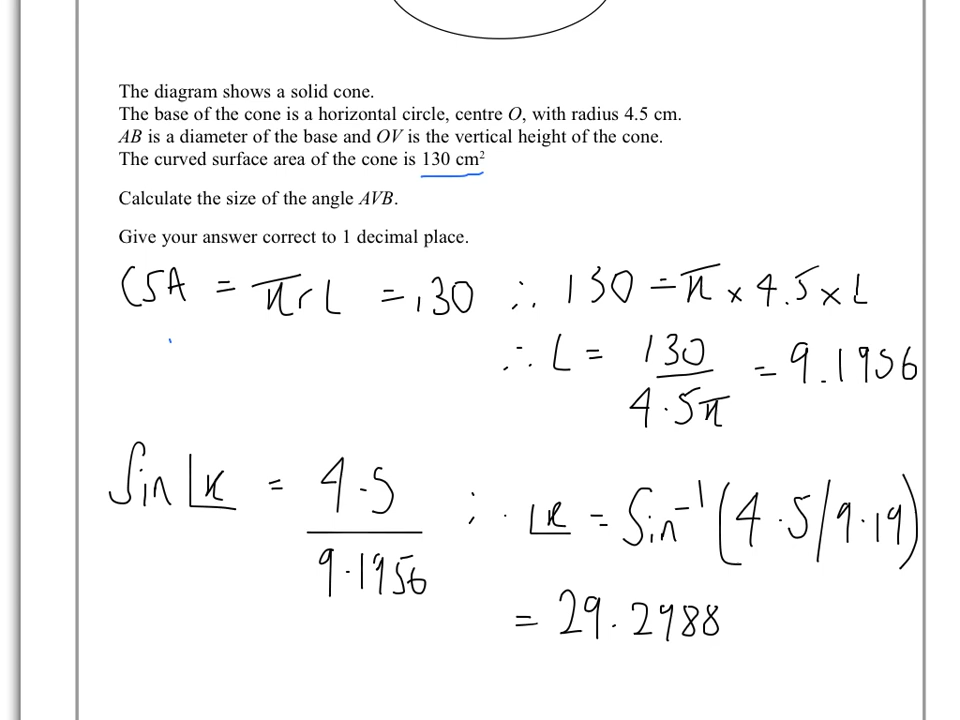 The diagram shows a solid cone.
The base of the cone is a horizontal circle, centre O, with radius 4.5 cm.
AB is a diameter of the base and OV is the vertical height of the cone.
The curved surface area of the cone is 130 cm²
Calculate the size of the angle AVB.
Give your answer correct to 1 decimal place.
CSA = πrL = 130 ∴ 130 = π × 4.5 × L
∴ L = 130 / 4.5π = 9.1956
Sin ∠x = 4.5 / 9.1956 ∴ ∠x = Sin⁻¹ (4.5/9.19)
= 29.2988